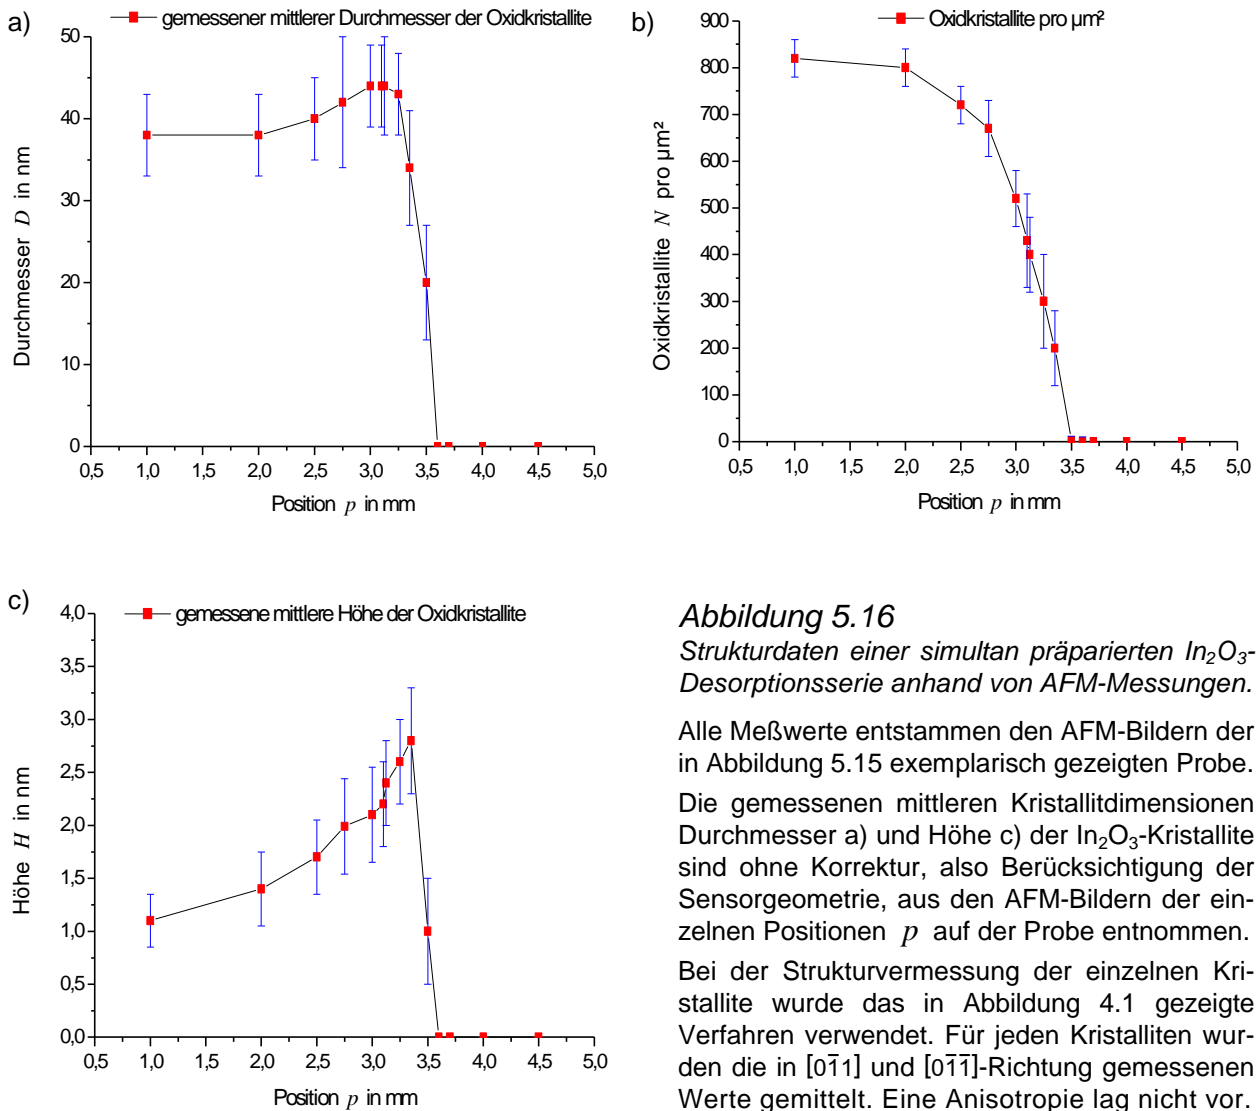 a)
gemessener mittlerer Durchmesser der Oxidkristallite
50
40
30
20
10
0
Durchmesser D in nm
0,5 1,0 1,5 2,0 2,5 3,0 3,5 4,0 4,5 5,0
Position p in mm
b)
Oxidkristallite pro µm²
900
800
700
600
500
400
300
200
100
0
Oxidkristallite N pro µm²
0,5 1,0 1,5 2,0 2,5 3,0 3,5 4,0 4,5 5,0
Position p in mm
c)
gemessene mittlere Höhe der Oxidkristallite
4,0
3,5
3,0
2,5
2,0
1,5
1,0
0,5
0,0
Höhe H in nm
0,5 1,0 1,5 2,0 2,5 3,0 3,5 4,0 4,5 5,0
Position p in mm
Abbildung 5.16
Strukturdaten einer simultan präparierten In₂O₃-
Desorptionsserie anhand von AFM-Messungen.
Alle Meßwerte entstammen den AFM-Bildern der
in Abbildung 5.15 exemplarisch gezeigten Probe.
Die gemessenen mittleren Kristallitdimensionen
Durchmesser a) und Höhe c) der In₂O₃-Kristallite
sind ohne Korrektur, also Berücksichtigung der
Sensorgeometrie, aus den AFM-Bildern der ein-
zelnen Positionen p auf der Probe entnommen.
Bei der Strukturvermessung der einzelnen Kri-
stallite wurde das in Abbildung 4.1 gezeigte
Verfahren verwendet. Für jeden Kristalliten wur-
den die in [01̅1] und [01̅1̅]-Richtung gemessenen
Werte gemittelt. Eine Anisotropie lag nicht vor.